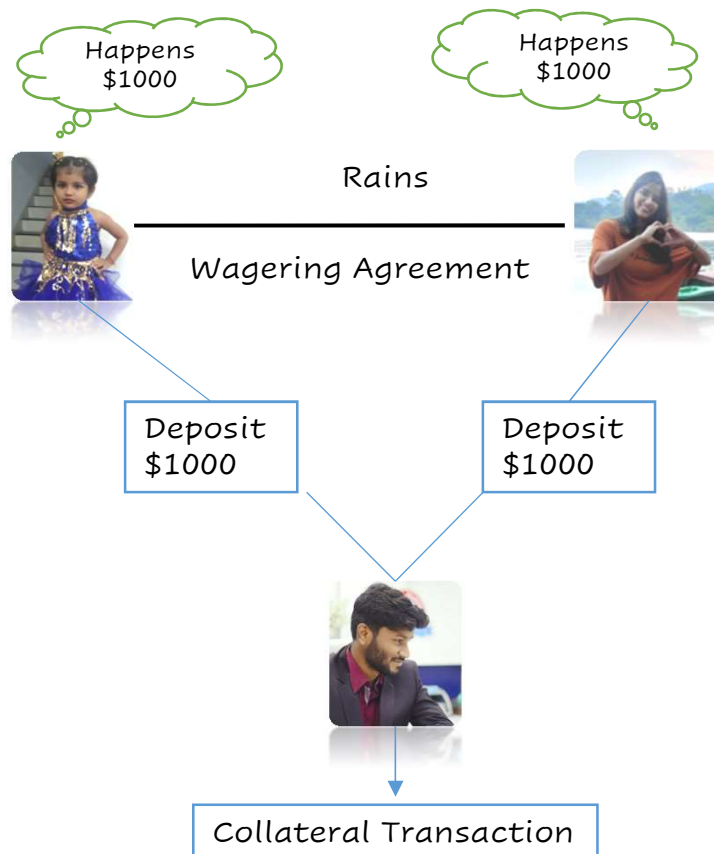 Happens
$1000
Happens
$1000
Rains
Wagering Agreement
Deposit
$1000
Deposit
$1000
Collateral Transaction